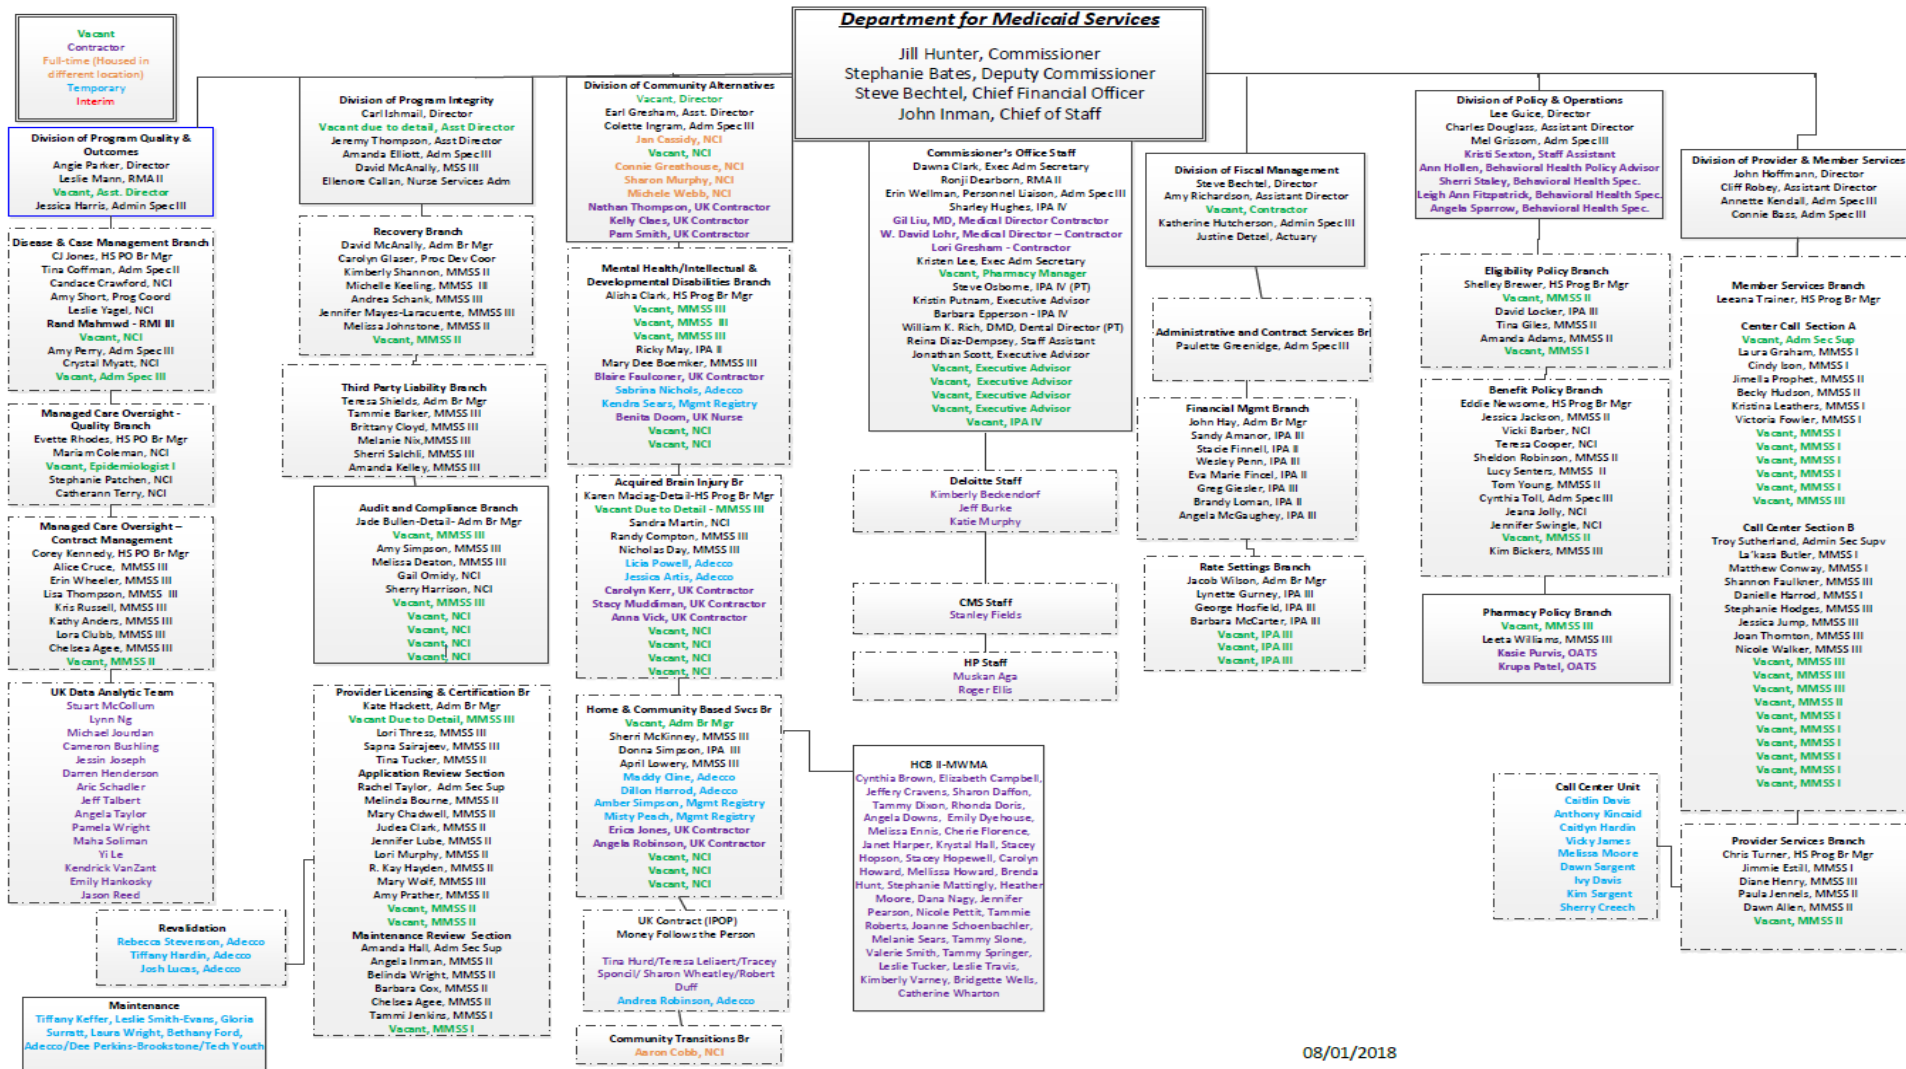 Department for Medicaid Services
Jill Hunter, Commissioner
Stephanie Bates, Deputy Commissioner
Steve Bechtel, Chief Financial Officer
John Inman, Chief of Staff
Vacant
Contractor
Full-time (Housed in
different location)
Temporary
Interim
Division of Program Quality &
Outcomes
Angie Parker, Director
Leslie Mann, RMA II
Vacant, Asst. Director
Jessica Harris, Admin Spec III
Disease & Case Management Branch
CJ Jones, HS PO Br Mgr
Tina Coffman, Adm Spec II
Candace Crawford, NCI
Amy Short, Prog Coord
Leslie Yagel, NCI
Rand Mahmwd - RMI III
Vacant, NCI
Amy Perry, Adm Spec III
Crystal Myatt, NCI
Vacant, Adm Spec III
Managed Care Oversight -
Quality Branch
Evette Rhodes, HS PO Br Mgr
Mariam Coleman, NCI
Vacant, Epidemiologist I
Stephanie Patchen, NCI
Catherann Terry, NCI
Managed Care Oversight –
Contract Management
Corey Kennedy, HS PO Br Mgr
Alice Cruce, MMSS III
Erin Wheeler, MMSS III
Lisa Thompson, MMSS III
Kris Russell, MMSS III
Kathy Anders, MMSS III
Lora Clubb, MMSS III
Chelsea Agee, MMSS III
Vacant, MMSS II
UK Data Analytic Team
Stuart McCollum
Lynn Ng
Michael Jourdan
Cameron Bushling
Jessin Joseph
Darren Henderson
Aric Schadler
Jeff Talbert
Angela Taylor
Pamela Wright
Maha Soliman
Yi Le
Kendrick VanZant
Emily Hankosky
Jason Reed
Revalidation
Rebecca Stevenson, Adecco
Tiffany Hardin, Adecco
Josh Lucas, Adecco
Maintenance
Tiffany Keffer, Leslie Smith-Evans, Gloria
Surratt, Laura Wright, Bethany Ford,
Adecco/Dee Perkins-Brookstone/Tech Youth
Division of Program Integrity
Carl Ishmail, Director
Vacant due to detail, Asst Director
Jeremy Thompson, Asst Director
Amanda Elliott, Adm Spec III
David McAnally, MSS III
Ellenore Callan, Nurse Services Adm
Recovery Branch
David McAnally, Adm Br Mgr
Carolyn Glaser, Proc Dev Coor
Kimberly Shannon, MMSS II
Michelle Keeling, MMSS III
Andrea Schank, MMSS III
Jennifer Mayes-Laracuente, MMSS III
Melissa Johnstone, MMSS II
Vacant, MMSS II
Third Party Liability Branch
Teresa Shields, Adm Br Mgr
Tammie Barker, MMSS III
Brittany Cloyd, MMSS III
Melanie Nix,MMSS III
Sherri Salchli, MMSS III
Amanda Kelley, MMSS III
Audit and Compliance Branch
Jade Bullen-Detail- Adm Br Mgr
Vacant, MMSS III
Amy Simpson, MMSS III
Melissa Deaton, MMSS III
Gail Omidy, NCI
Sherry Harrison, NCI
Vacant, MMSS III
Vacant, NCI
Vacant, NCI
Vacant, NCI
Vacant, NCI
Provider Licensing & Certification Br
Kate Hackett, Adm Br Mgr
Vacant Due to Detail, MMSS III
Lori Thress, MMSS III
Sapna Sairajeev, MMSS III
Tina Tucker, MMSS II
Application Review Section
Rachel Taylor, Adm Sec Sup
Melinda Bourne, MMSS II
Mary Chadwell, MMSS II
Judea Clark, MMSS II
Jennifer Lube, MMSS II
Lori Murphy, MMSS II
R. Kay Hayden, MMSS II
Mary Wolf, MMSS III
Amy Prather, MMSS II
Vacant, MMSS II
Vacant, MMSS II
Maintenance Review Section
Amanda Hall, Adm Sec Sup
Angela Inman, MMSS II
Belinda Wright, MMSS II
Barbara Cox, MMSS II
Chelsea Agee, MMSS II
Tammi Jenkins, MMSS I
Vacant, MMSS I
Division of Community Alternatives
Vacant, Director
Earl Gresham, Asst. Director
Colette Ingram, Adm Spec III
Jan Cassidy, NCI
Vacant, NCI
Connie Greathouse, NCI
Sharon Murphy, NCI
Michele Webb, NCI
Nathan Thompson, UK Contractor
Kelly Claes, UK Contractor
Pam Smith, UK Contractor
Mental Health/Intellectual &
Developmental Disabilities Branch
Alisha Clark, HS Prog Br Mgr
Vacant, MMSS III
Vacant, MMSS III
Vacant, MMSS III
Ricky May, IPA II
Mary Dee Boemker, MMSS III
Blaire Faulconer, UK Contractor
Sabrina Nichols, Adecco
Kendra Sears, Mgmt Registry
Benita Doom, UK Nurse
Vacant, NCI
Vacant, NCI
Acquired Brain Injury Br
Karen Maciag-Detail-HS Prog Br Mgr
Vacant Due to Detail - MMSS III
Sandra Martin, NCI
Randy Compton, MMSS III
Nicholas Day, MMSS III
Licia Powell, Adecco
Jessica Artis, Adecco
Carolyn Kerr, UK Contractor
Stacy Muddiman, UK Contractor
Anna Vick, UK Contractor
Vacant, NCI
Vacant, NCI
Vacant, NCI
Vacant, NCI
Home & Community Based Svcs Br
Vacant, Adm Br Mgr
Sherri McKinney, MMSS III
Donna Simpson, IPA III
April Lowery, MMSS III
Maddy Cline, Adecco
Dillon Harrod, Adecco
Amber Simpson, Mgmt Registry
Misty Peach, Mgmt Registry
Erica Jones, UK Contractor
Angela Robinson, UK Contractor
Vacant, NCI
Vacant, NCI
Vacant, NCI
UK Contract (IPOP)
Money Follows the Person
Tina Hurd/Teresa Leliaert/Tracey
Sponcil/ Sharon Wheatley/Robert
Duff
Andrea Robinson, Adecco
Community Transitions Br
Aaron Cobb, NCI
Commissioner's Office Staff
Dawna Clark, Exec Adm Secretary
Ronji Dearborn, RMA II
Erin Wellman, Personnel Liaison, Adm Spec III
Sharley Hughes, IPA IV
Gil Liu, MD, Medical Director Contractor
W. David Lohr, Medical Director – Contractor
Lori Gresham - Contractor
Kristen Lee, Exec Adm Secretary
Vacant, Pharmacy Manager
Steve Osborne, IPA IV (PT)
Kristin Putnam, Executive Advisor
Barbara Epperson - IPA IV
William K. Rich, DMD, Dental Director (PT)
Reina Diaz-Dempsey, Staff Assistant
Jonathan Scott, Executive Advisor
Vacant, Executive Advisor
Vacant, Executive Advisor
Vacant, Executive Advisor
Vacant, Executive Advisor
Vacant, IPA IV
Deloitte Staff
Kimberly Beckendorf
Jeff Burke
Katie Murphy
CMS Staff
Stanley Fields
HP Staff
Muskan Aga
Roger Ellis
HCB II-MWMA
Cynthia Brown, Elizabeth Campbell,
Jeffery Cravens, Sharon Daffon,
Tammy Dixon, Rhonda Doris,
Angela Downs, Emily Dyehouse,
Melissa Ennis, Cherie Florence,
Janet Harper, Krystal Hall, Stacey
Hopson, Stacey Hopewell, Carolyn
Howard, Mellissa Howard, Brenda
Hunt, Stephanie Mattingly, Heather
Moore, Dana Nagy, Jennifer
Pearson, Nicole Pettit, Tammie
Roberts, Joanne Schoenbachler,
Melanie Sears, Tammy Slone,
Valerie Smith, Tammy Springer,
Leslie Tucker, Leslie Travis,
Kimberly Varney, Bridgette Wells,
Catherine Wharton
Division of Fiscal Management
Steve Bechtel, Director
Amy Richardson, Assistant Director
Vacant, Contractor
Katherine Hutcherson, Admin Spec III
Justine Detzel, Actuary
Administrative and Contract Services Br
Paulette Greenidge, Adm Spec III
Financial Mgmt Branch
John Hay, Adm Br Mgr
Sandy Amanor, IPA III
Stacie Finnell, IPA II
Wesley Penn, IPA III
Eva Marie Fincel, IPA II
Greg Giesler, IPA III
Brandy Loman, IPA II
Angela McGaughey, IPA III
Rate Settings Branch
Jacob Wilson, Adm Br Mgr
Lynette Gurney, IPA III
George Hosfield, IPA III
Barbara McCarter, IPA III
Vacant, IPA III
Vacant, IPA III
Vacant, IPA III
Division of Policy & Operations
Lee Guice, Director
Charles Douglass, Assistant Director
Mel Grissom, Adm Spec III
Kristi Sexton, Staff Assistant
Ann Hollen, Behavioral Health Policy Advisor
Sherri Staley, Behavioral Health Spec.
Leigh Ann Fitzpatrick, Behavioral Health Spec.
Angela Sparrow, Behavioral Health Spec.
Eligibility Policy Branch
Shelley Brewer, HS Prog Br Mgr
Vacant, MMSS II
David Locker, IPA III
Tina Giles, MMSS II
Amanda Adams, MMSS II
Vacant, MMSS I
Benefit Policy Branch
Eddie Newsome, HS Prog Br Mgr
Jessica Jackson, MMSS II
Vicki Barber, NCI
Teresa Cooper, NCI
Sheldon Robinson, MMSS II
Lucy Senters, MMSS II
Tom Young, MMSS II
Cynthia Toll, Adm Spec III
Jeana Jolly, NCI
Jennifer Swingle, NCI
Vacant, MMSS II
Kim Bickers, MMSS III
Pharmacy Policy Branch
Vacant, MMSS III
Leeta Williams, MMSS III
Kasie Purvis, OATS
Krupa Patel, OATS
Call Center Unit
Caitlin Davis
Anthony Kincaid
Caitlyn Hardin
Vicky James
Melissa Moore
Dawn Sargent
Ivy Davis
Kim Sargent
Sherry Creech
Division of Provider & Member Services
John Hoffmann, Director
Cliff Robey, Assistant Director
Annette Kendall, Adm Spec III
Connie Bass, Adm Spec III
Member Services Branch
Leeana Trainer, HS Prog Br Mgr
Center Call Section A
Vacant, Adm Sec Sup
Laura Graham, MMSS I
Cindy Ison, MMSS I
Jimella Prophet, MMSS II
Becky Hudson, MMSS II
Kristina Leathers, MMSS I
Victoria Fowler, MMSS I
Vacant, MMSS I
Vacant, MMSS I
Vacant, MMSS I
Vacant, MMSS I
Vacant, MMSS I
Vacant, MMSS III
Call Center Section B
Troy Sutherland, Admin Sec Supv
La'kasa Butler, MMSS I
Matthew Conway, MMSS I
Shannon Faulkner, MMSS III
Danielle Harrod, MMSS I
Stephanie Hodges, MMSS III
Jessica Jump, MMSS III
Joan Thornton, MMSS III
Nicole Walker, MMSS III
Vacant, MMSS III
Vacant, MMSS III
Vacant, MMSS III
Vacant, MMSS II
Vacant, MMSS I
Vacant, MMSS I
Vacant, MMSS I
Vacant, MMSS I
Vacant, MMSS I
Vacant, MMSS I
Provider Services Branch
Chris Turner, HS Prog Br Mgr
Jimmie Estill, MMSS I
Diane Henry, MMSS III
Paula Jennels, MMSS II
Dawn Allen, MMSS II
Vacant, MMSS II
08/01/2018